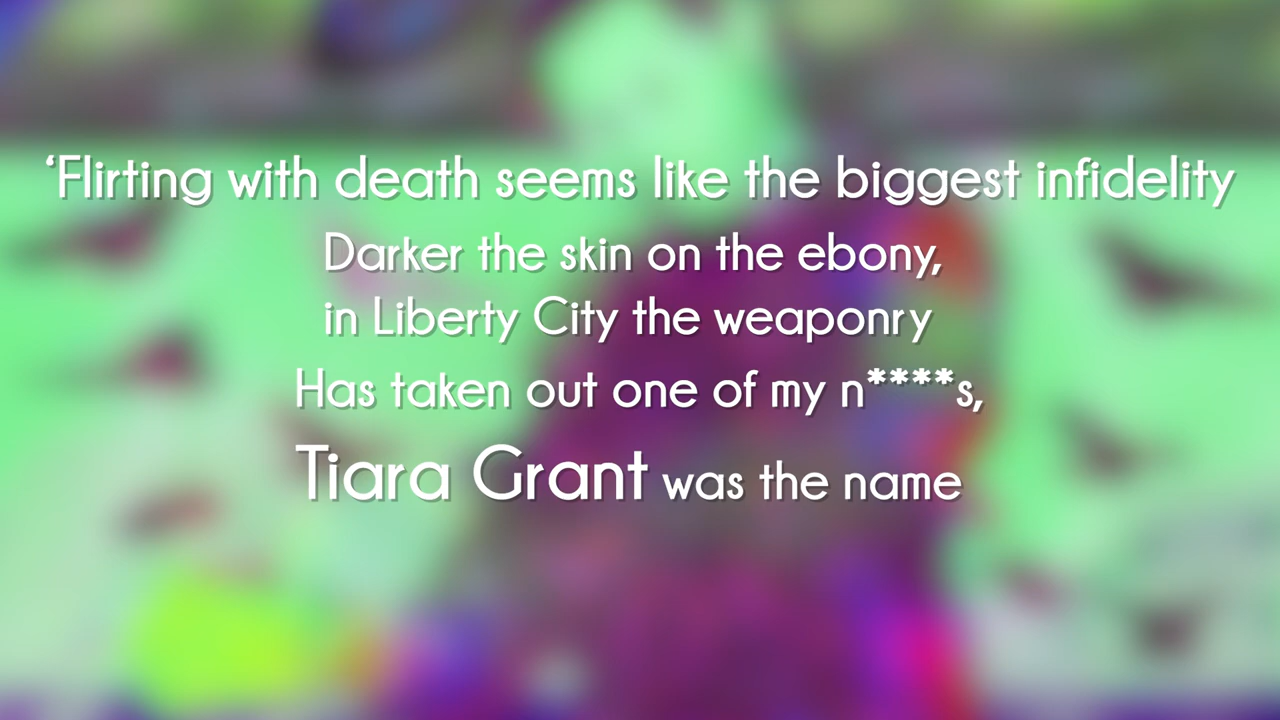 ‘Flirting with death seems like the biggest infidelity
Darker the skin on the ebony,
in Liberty City the weaponry
Has taken out one of my n****s,
Tiara Grant was the name